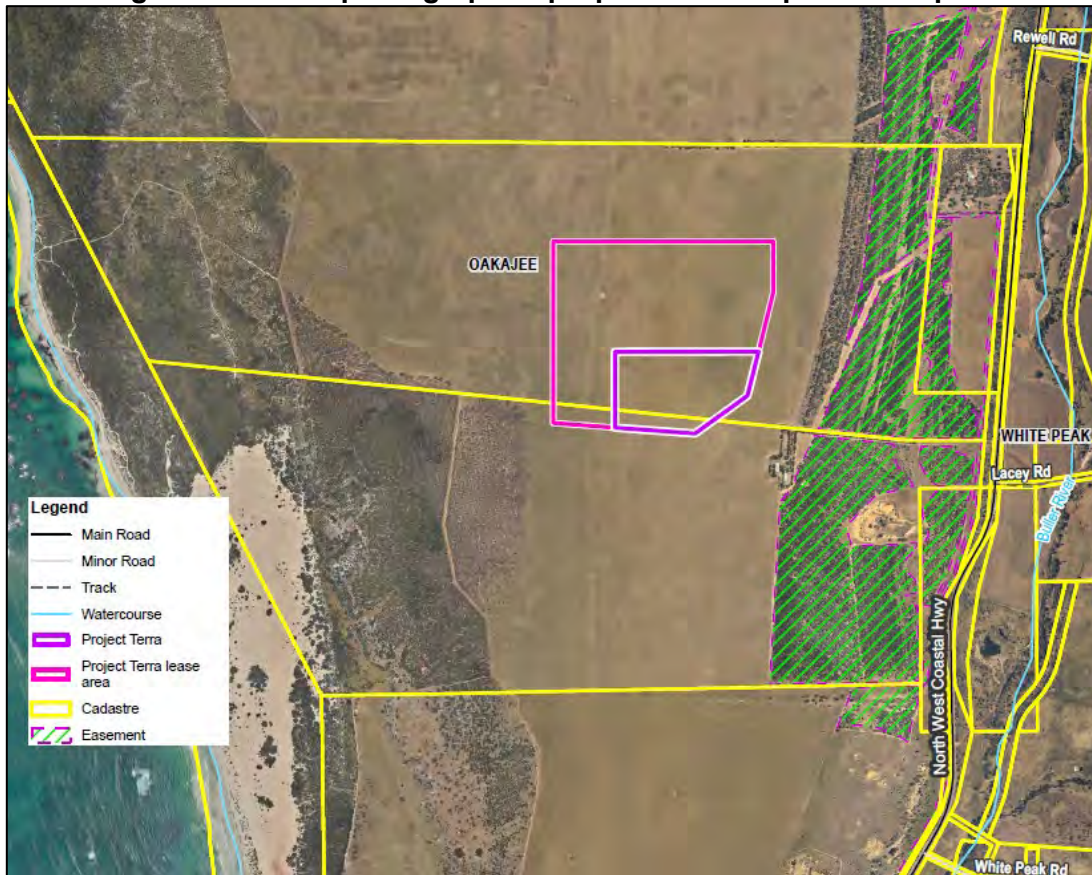 Rewell Rd
OAKAJEE
WHITE PEAK
Lacey Rd
Buller River
Legend
Main Road
Minor Road
Track
Watercourse
Project Terra
Project Terra lease
area
Cadastre
Easement
North West Coastal Hwy
White Peak Rd